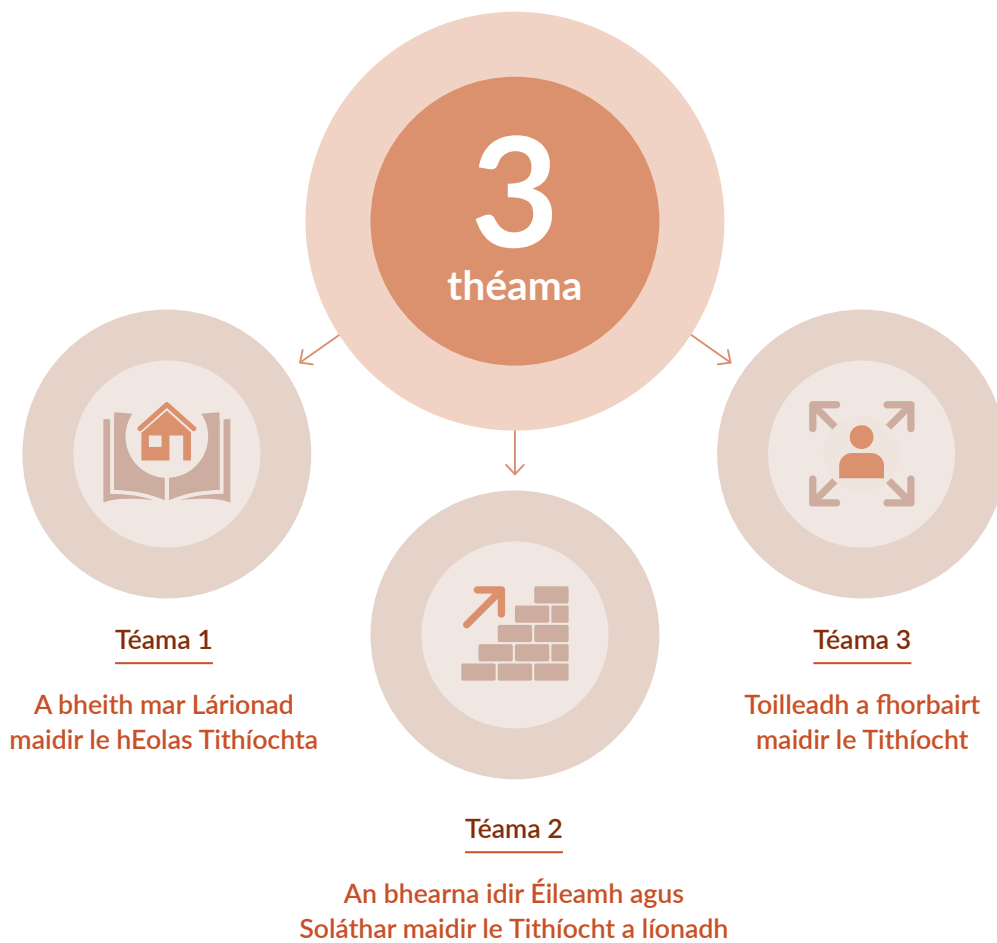 3
théama
Téama 1
A bheith mar Lárionad
maidir le hEolas Tithíochta
Téama 2
An bhearna idir Éileamh agus
Soláthar maidir le Tithíocht a líonadh
Téama 3
Toilleadh a fhorbairt
maidir le Tithíocht